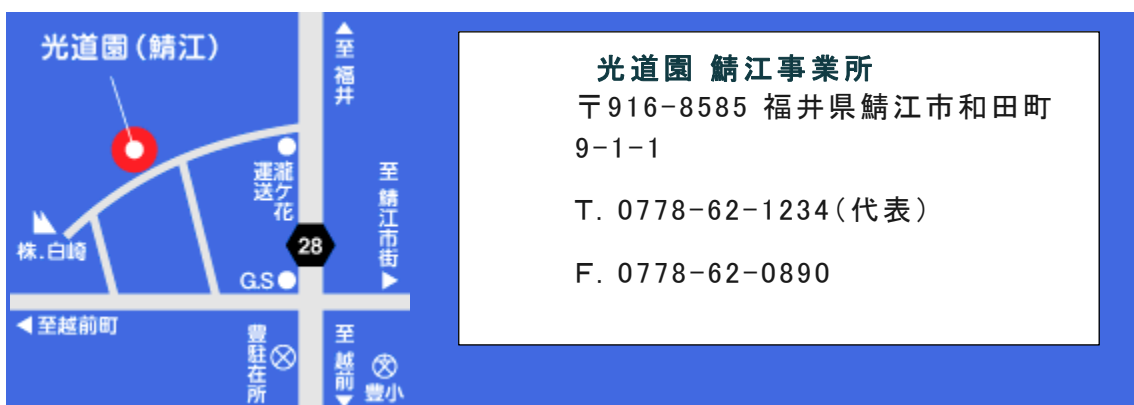 光道園(鯖江)
▲至 福井
瀧ケ花
運送
至 鯖江市街▶
株.白崎
28
G.S
◀至越前町
豊駐在所
至 越前▼
豊小
光道園 鯖江事業所
〒916-8585 福井県鯖江市和田町
9-1-1
T. 0778-62-1234(代表)
F. 0778-62-0890